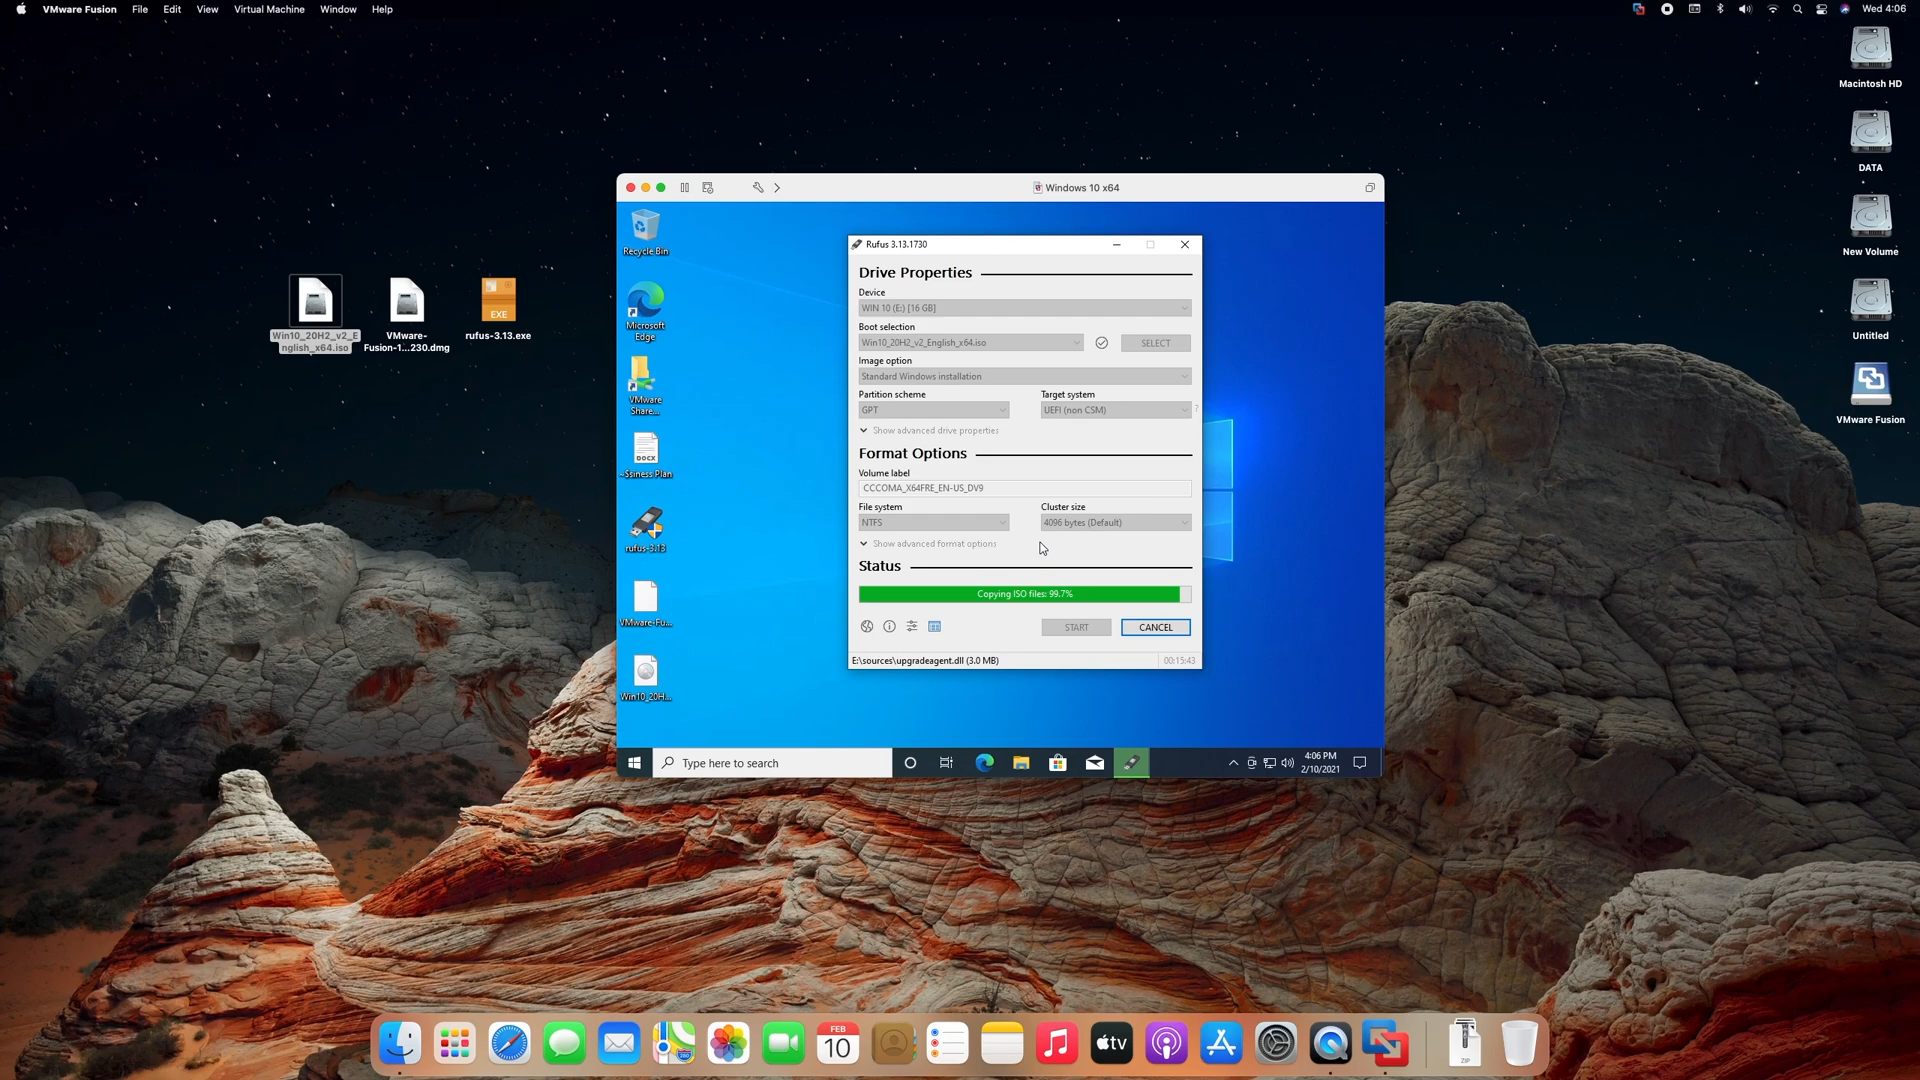 VMware Fusion File Edit View Virtual Machine Window Help
Wed 4:06
Macintosh HD
DATA
New Volume
Untitled
VMware Fusion
Win10_20H2_v2_E
nglish_x64.iso
VMware-
Fusion-1...230.dmg
EXE
rufus-3.13.exe
Windows 10 x64
Recycle Bin
Microsoft
Edge
VMware
Share...
DOCX
~$siness Plan
rufus-3.13
VMware-Fu...
Win10_20H...
Rufus 3.13.1730
Drive Properties
Device
WIN 10 (E:) [16 GB]
Boot selection
Win10_20H2_v2_English_x64.iso
SELECT
Image option
Standard Windows installation
Partition scheme
Target system
GPT
UEFI (non CSM)
?
Show advanced drive properties
Format Options
Volume label
CCCOMA_X64FRE_EN-US_DV9
File system
Cluster size
NTFS
4096 bytes (Default)
Show advanced format options
Status
Copying ISO files: 99.7%
START
CANCEL
E:\sources\upgradeagent.dll (3.0 MB)
00:15:43
Type here to search
4:06 PM
2/10/2021
FEB
10
tv
ZIP